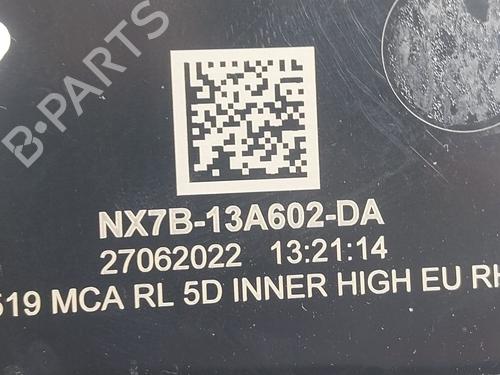 B-PARTS
NX7B-13A602-DA
27062022 13:21:14
519 MCA RL 5D INNER HIGH EU RH